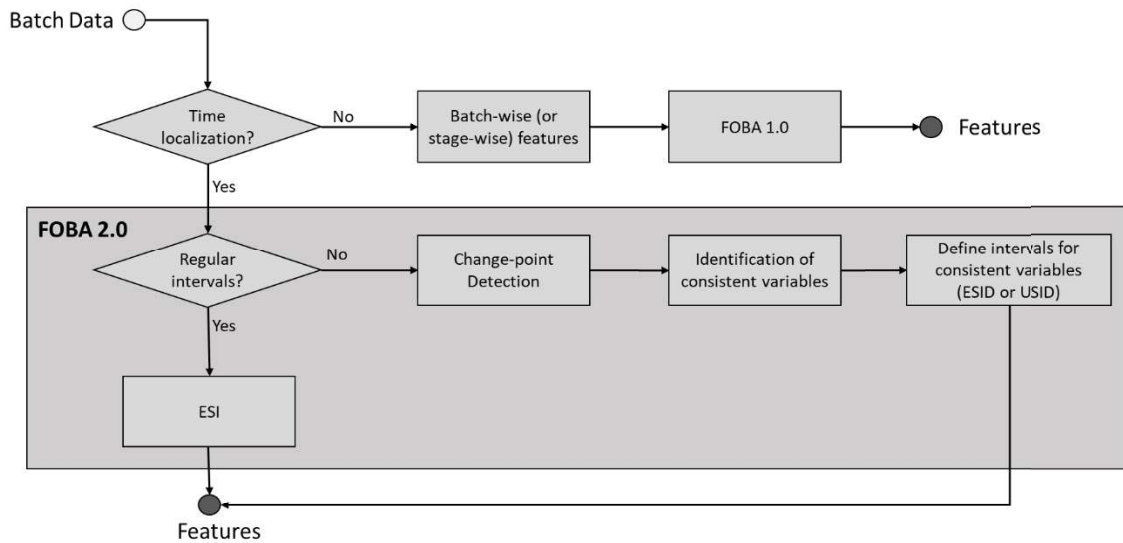 Batch Data
Time
localization?
No
Batch-wise (or
stage-wise) features
FOBA 1.0
Features
Yes
FOBA 2.0
Regular
intervals?
No
Change-point
Detection
Identification of
consistent variables
Define intervals for
consistent variables
(ESID or USID)
Yes
ESI
Features